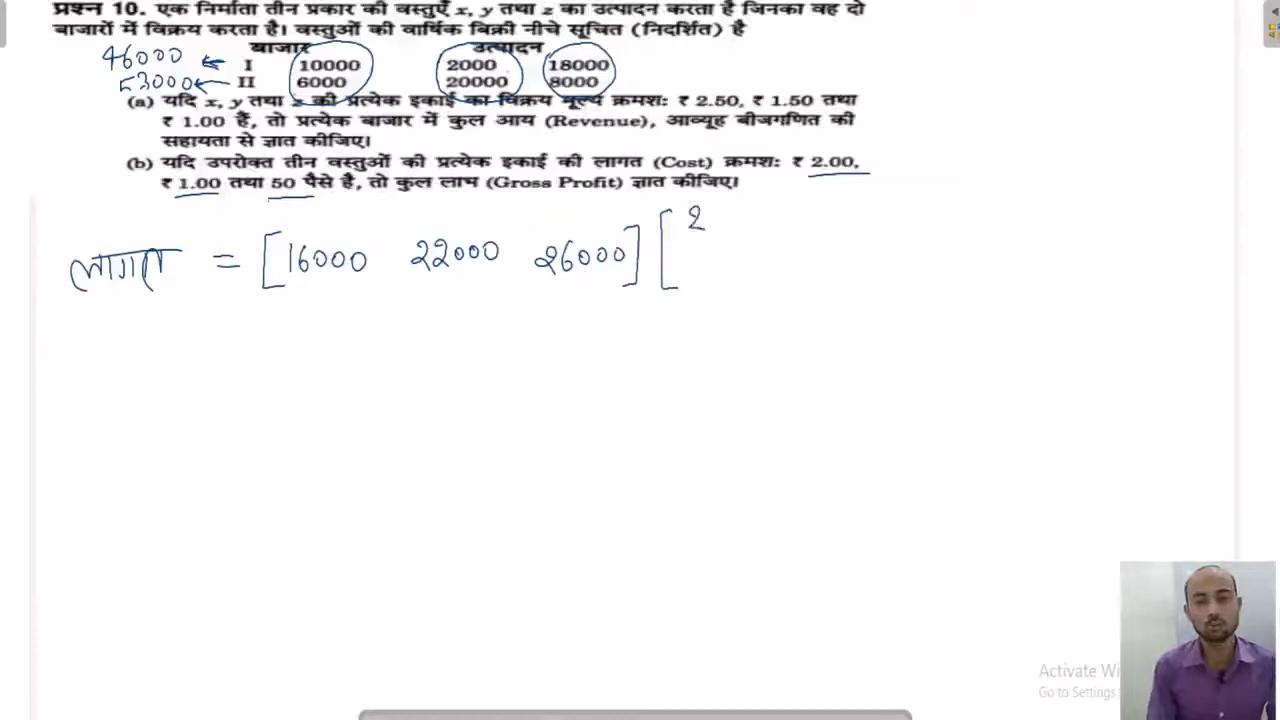 प्रश्न 10. एक निर्माता तीन प्रकार की वस्तुएँ x, y तथा z का उत्पादन करता है जिनका वह दो
बाजारों में विक्रय करता है। वस्तुओं की वार्षिक बिक्री नीचे सूचित (निदर्शित) है
बाजार उत्पादन
46000 ← I 10000 2000 18000
53000 ← II 6000 20000 8000
(a) यदि x, y तथा z की प्रत्येक इकाई का विक्रय मूल्य क्रमशः ₹ 2.50, ₹ 1.50 तथा
₹ 1.00 हैं, तो प्रत्येक बाजार में कुल आय (Revenue), आव्यूह बीजगणित की
सहायता से ज्ञात कीजिए।
(b) यदि उपरोक्त तीन वस्तुओं की प्रत्येक इकाई की लागत (Cost) क्रमशः ₹ 2.00,
₹ 1.00 तथा 50 पैसे है, तो कुल लाभ (Gross Profit) ज्ञात कीजिए।
लागत = [16000 22000 26000] [2
Activate Wi
Go to Settings